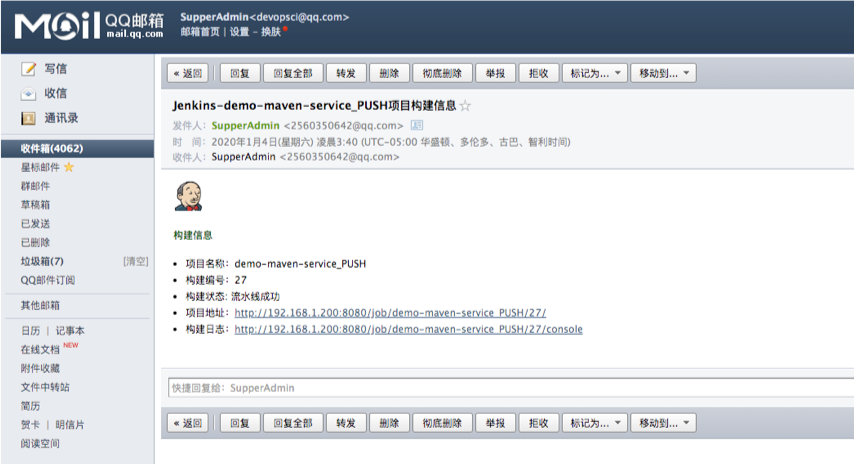 Mail QQ邮箱 mail.qq.com
SupperAdmin<devopsci@qq.com>
邮箱首页 | 设置 - 换肤
写信
收信
通讯录
收件箱(4062)
星标邮件
群邮件
草稿箱
已发送
已删除
垃圾箱(7) [清空]
QQ邮件订阅
其他邮箱
日历 | 记事本
在线文档 NEW
附件收藏
文件中转站
简历
贺卡 | 明信片
阅读空间
« 返回 回复 回复全部 转发 删除 彻底删除 举报 拒收 标记为... 移动到...
Jenkins-demo-maven-service_PUSH项目构建信息
发件人: SupperAdmin <2560350642@qq.com>
时 间: 2020年1月4日(星期六) 凌晨3:40 (UTC-05:00 华盛顿、多伦多、古巴、智利时间)
收件人: SupperAdmin <2560350642@qq.com>
构建信息
• 项目名称: demo-maven-service_PUSH
• 构建编号: 27
• 构建状态: 流水线成功
• 项目地址: http://192.168.1.200:8080/job/demo-maven-service_PUSH/27/
• 构建日志: http://192.168.1.200:8080/job/demo-maven-service_PUSH/27/console
快捷回复给: SupperAdmin
« 返回 回复 回复全部 转发 删除 彻底删除 举报 拒收 标记为... 移动到...